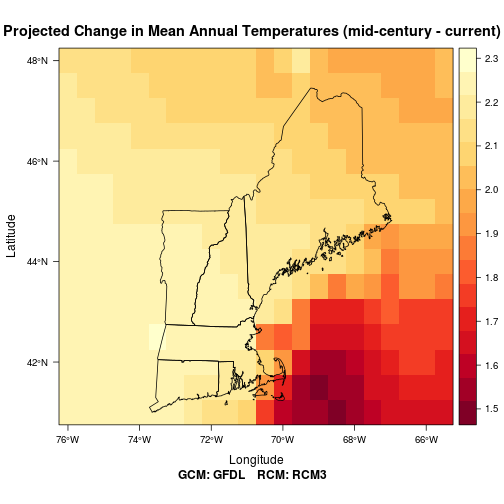 Projected Change in Mean Annual Temperatures (mid-century - current)
48°N
46°N
44°N
42°N
Latitude
2.3
2.2
2.2
2.1
2.0
1.9
1.8
1.7
1.6
1.5
76°W 74°W 72°W 70°W 68°W 66°W
Longitude
GCM: GFDL RCM: RCM3